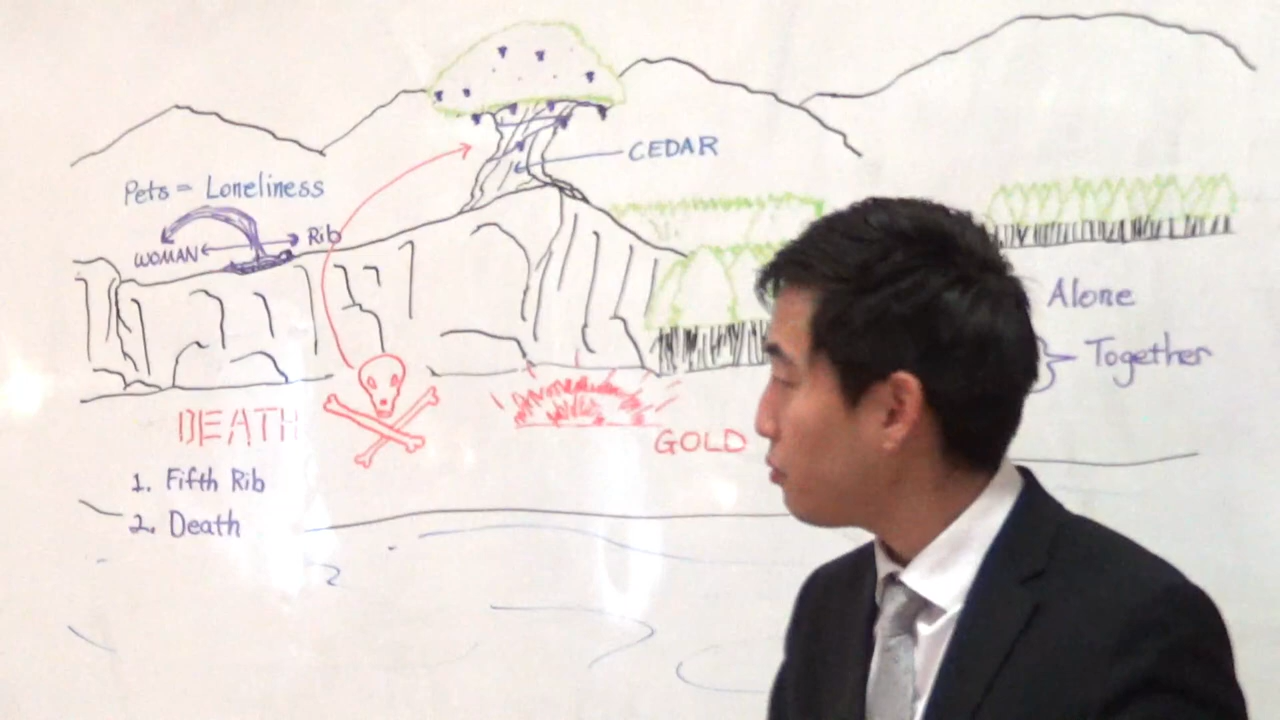 CEDAR
Pets = Loneliness
WOMAN
Rib
Alone
Together
DEATH
GOLD
1. Fifth Rib
2. Death